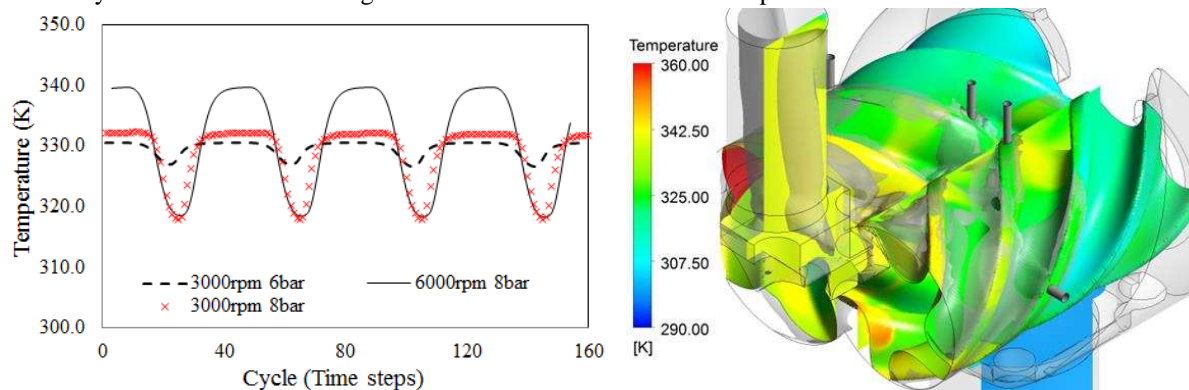 350.0
340.0
330.0
320.0
310.0
300.0
Temperature (K)
3000rpm 6bar
6000rpm 8bar
3000rpm 8bar
0
40
80
120
160
Cycle (Time steps)
Temperature
360.00
342.50
325.00
307.50
290.00
[K]